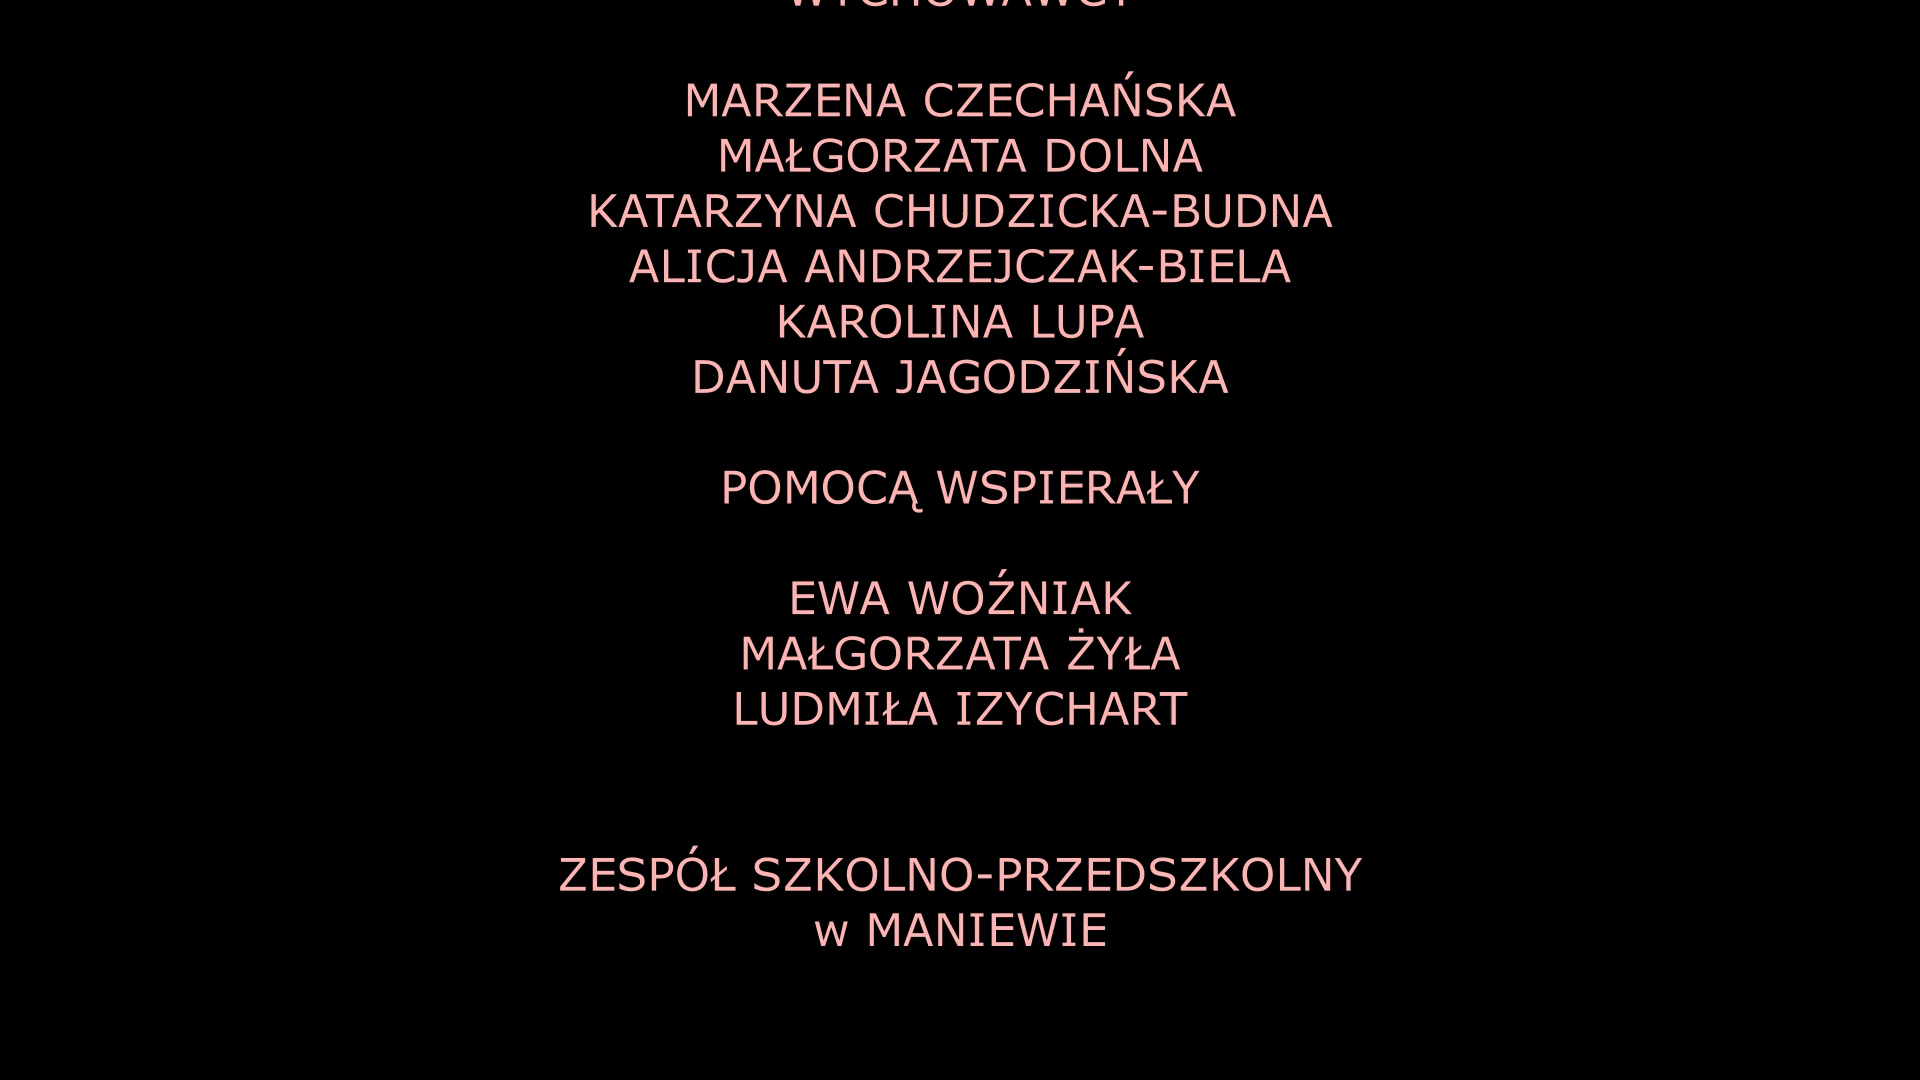 WYCHOWAWCY
MARZENA CZECHAŃSKA
MAŁGORZATA DOLNA
KATARZYNA CHUDZICKA-BUDNA
ALICJA ANDRZEJCZAK-BIELA
KAROLINA LUPA
DANUTA JAGODZIŃSKA
POMOCĄ WSPIERAŁY
EWA WOŹNIAK
MAŁGORZATA ŻYŁA
LUDMIŁA IZYCHART
ZESPÓŁ SZKOLNO-PRZEDSZKOLNY
w MANIEWIE